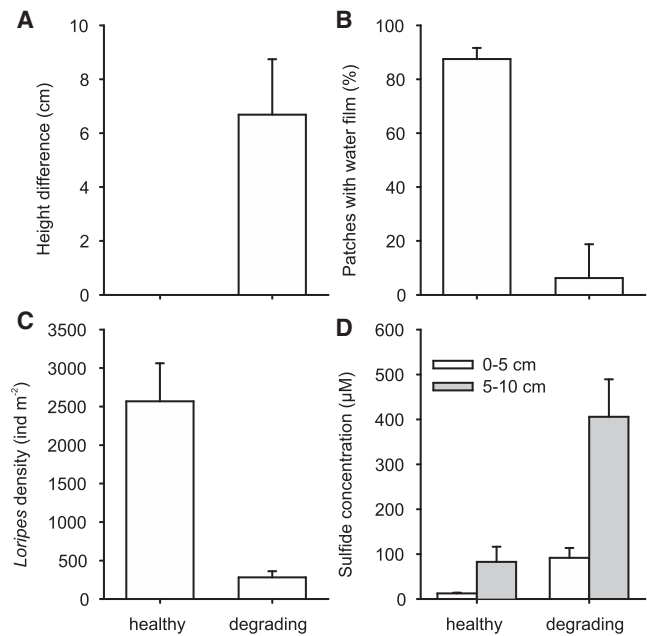 A
Height difference (cm)
10
8
6
4
2
0
B
Patches with water film (%)
100
80
60
40
20
0
C
Loripes density (ind m-2)
3500
3000
2500
2000
1500
1000
500
0
healthy
degrading
D
Sulfide concentration (µM)
600
500
400
300
200
100
0
0-5 cm
5-10 cm
healthy
degrading